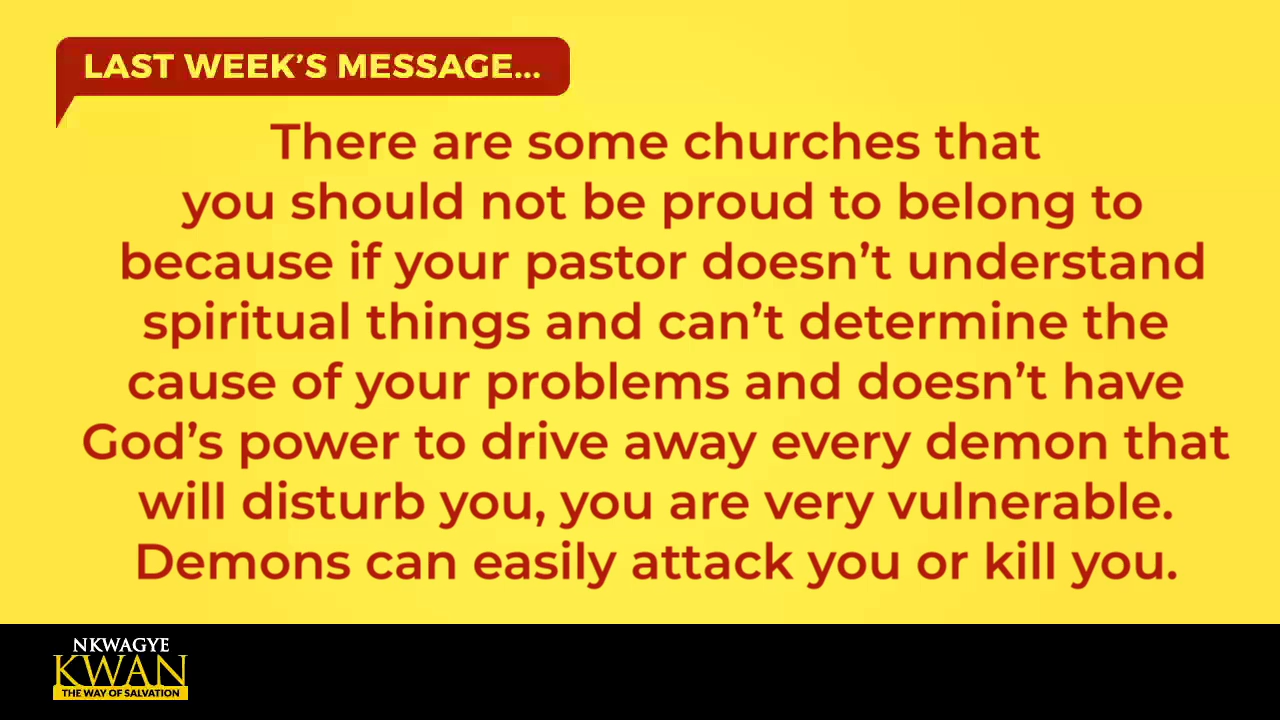 LAST WEEK’S MESSAGE...
There are some churches that
you should not be proud to belong to
because if your pastor doesn’t understand
spiritual things and can’t determine the
cause of your problems and doesn’t have
God’s power to drive away every demon that
will disturb you, you are very vulnerable.
Demons can easily attack you or kill you.
NKWAGYE
KWAN
THE WAY OF SALVATION